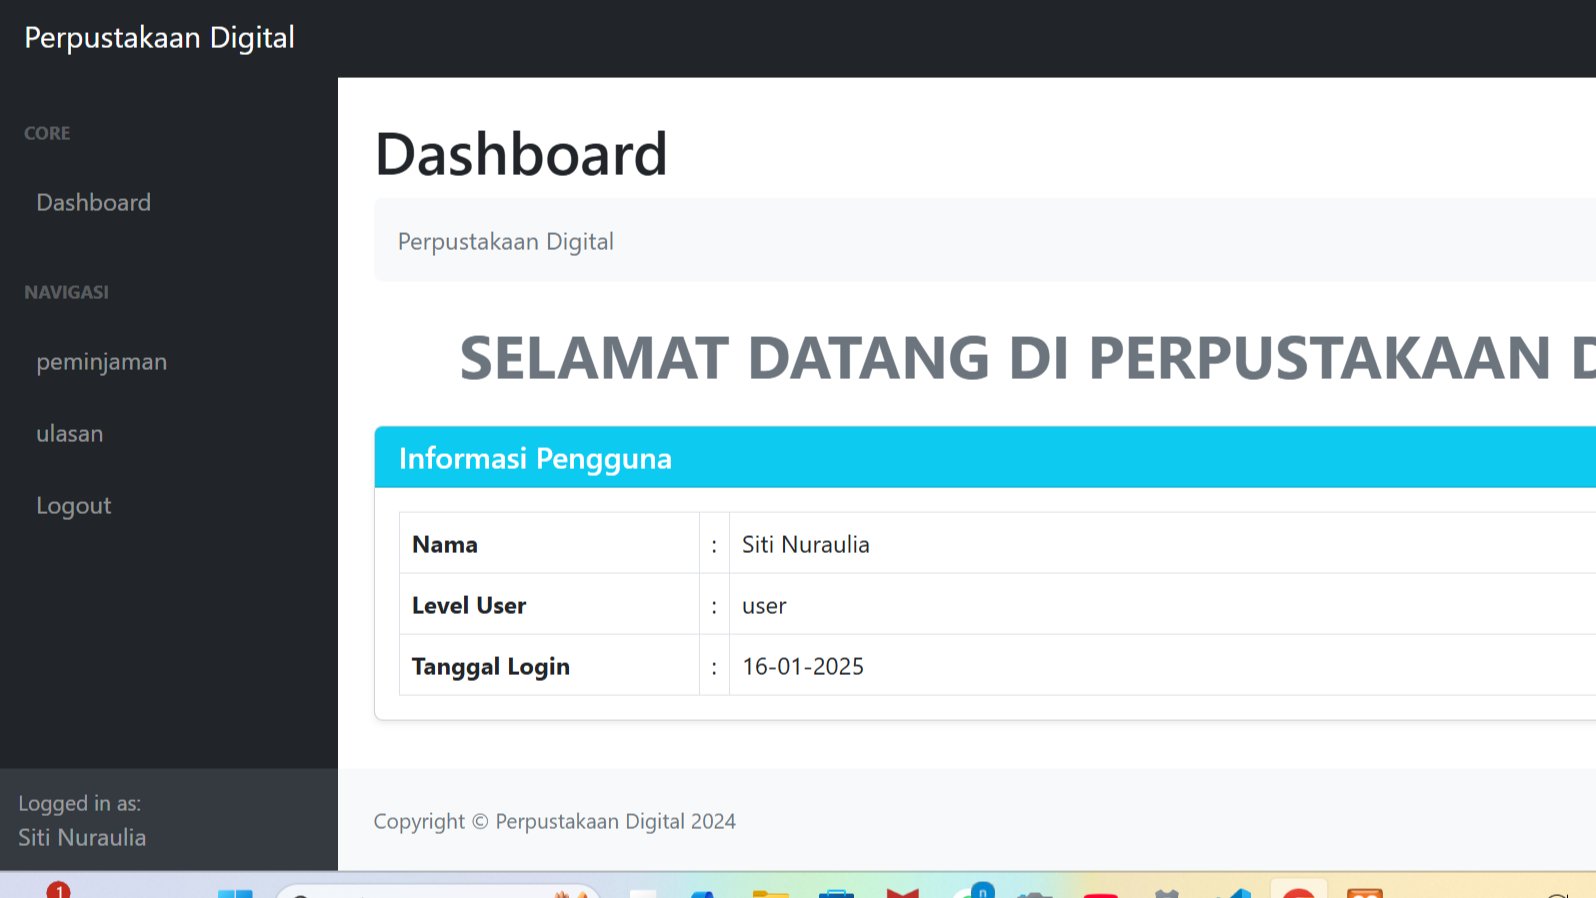 Perpustakaan Digital
CORE
Dashboard
NAVIGASI
peminjaman
ulasan
Logout
Logged in as:
Siti Nuraulia
Dashboard
Perpustakaan Digital
SELAMAT DATANG DI PERPUSTAKAAN
Informasi Pengguna
Nama : Siti Nuraulia
Level User : user
Tanggal Login : 16-01-2025
Copyright © Perpustakaan Digital 2024
1